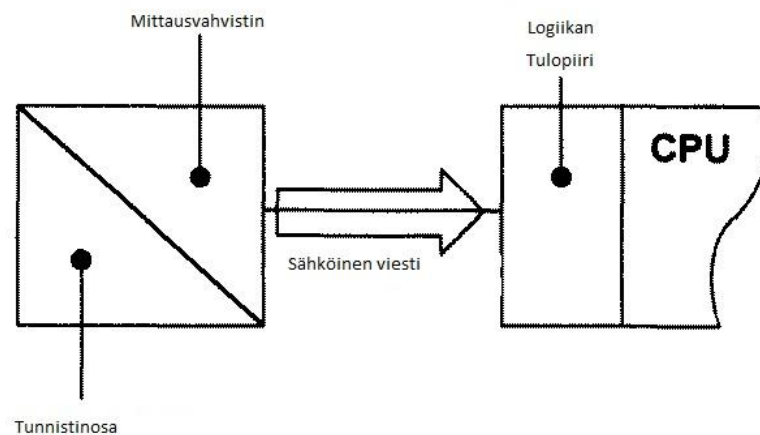 Mittausvahvistin
Logiikan
Tulopiiri
CPU
Sähköinen viesti
Tunnistinosa